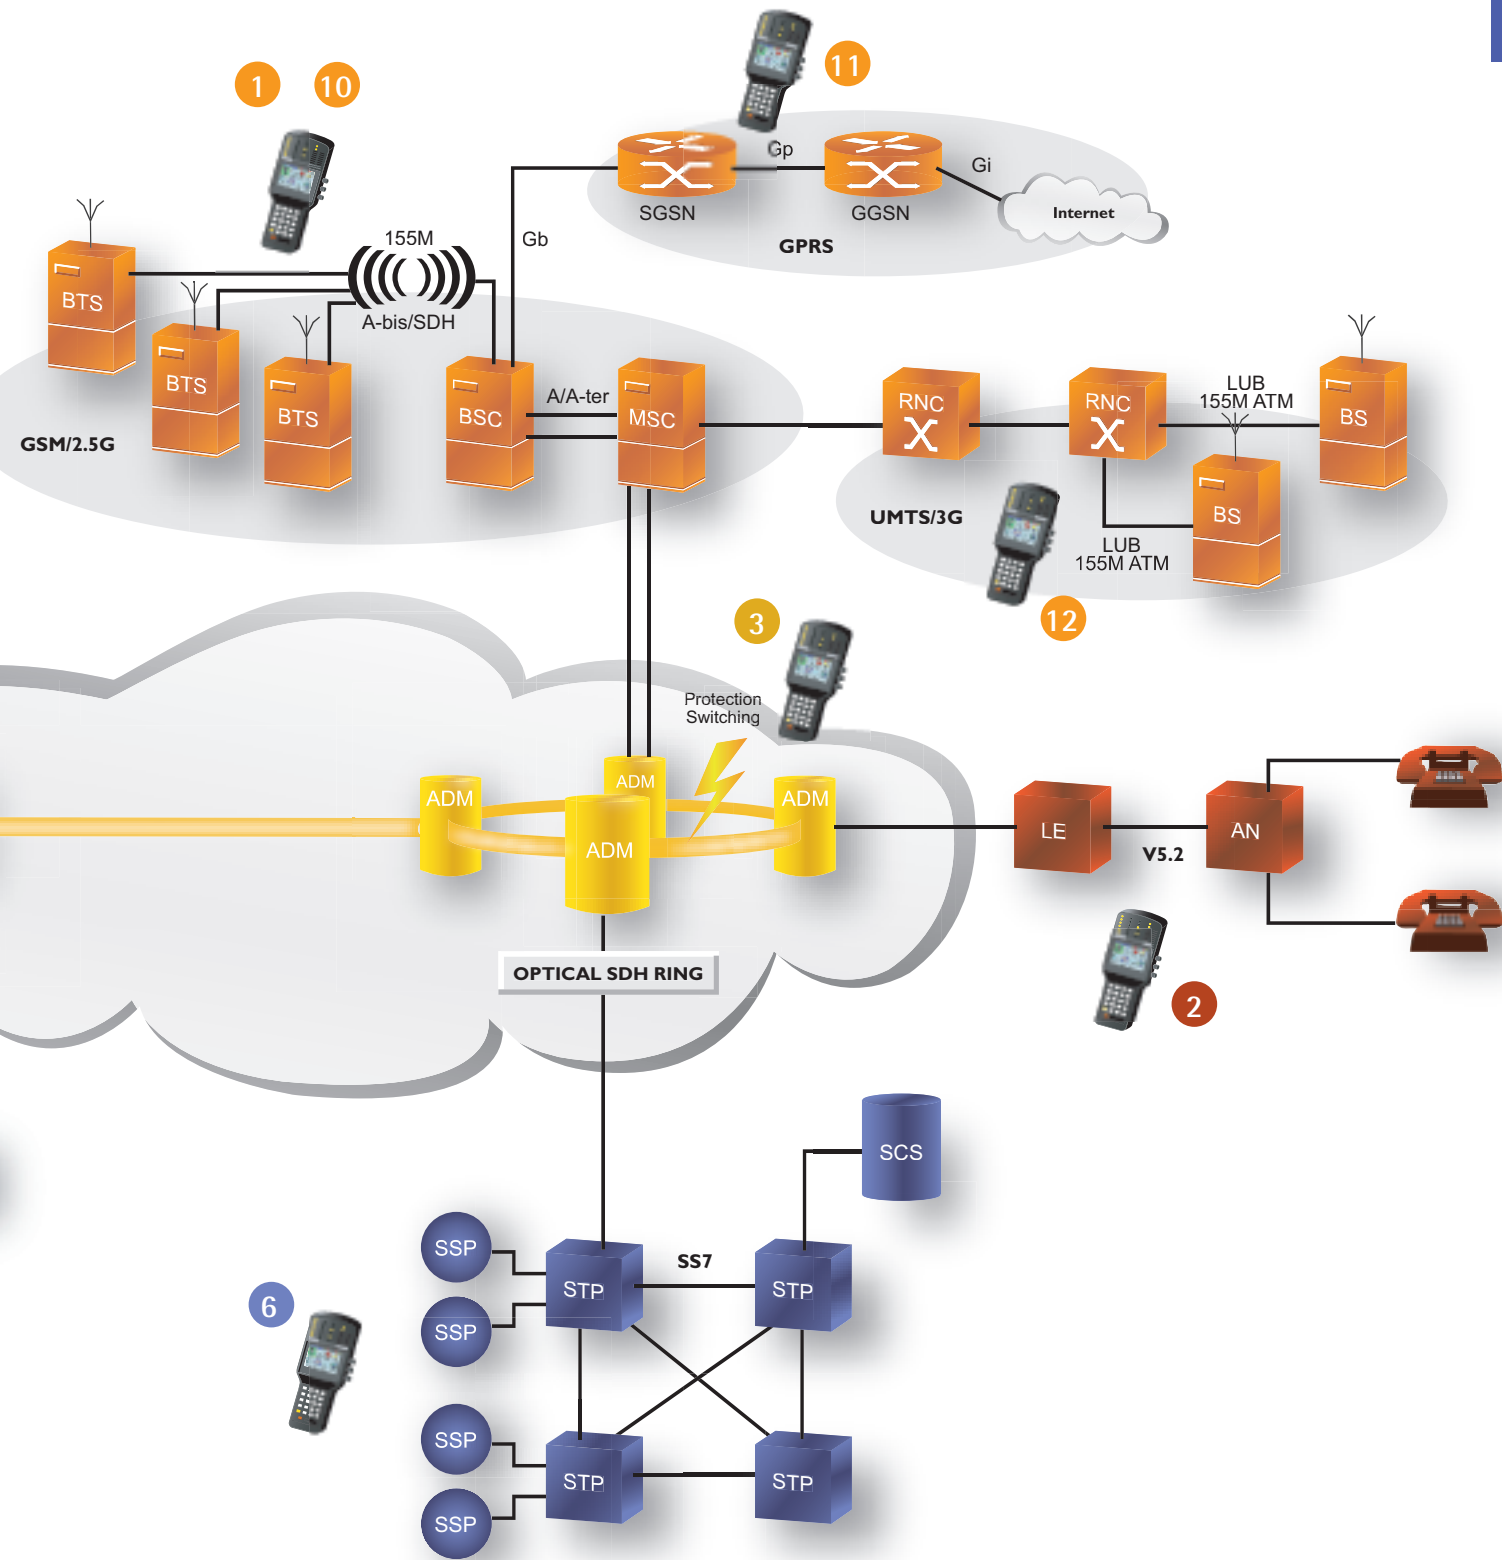 1
10
11
Gp
Gi
SGSN
GGSN
Internet
GPRS
155M
Gb
A-bis/SDH
BTS
BTS
BTS
BSC
A/A-ter
MSC
GSM/2.5G
RNC
RNC
LUB
155M ATM
BS
BS
UMTS/3G
LUB
155M ATM
12
3
Protection
Switching
ADM
ADM
ADM
ADM
LE
V5.2
AN
OPTICAL SDH RING
2
SCS
SSP
SS7
STP
STP
6
SSP
SSP
STP
STP
SSP